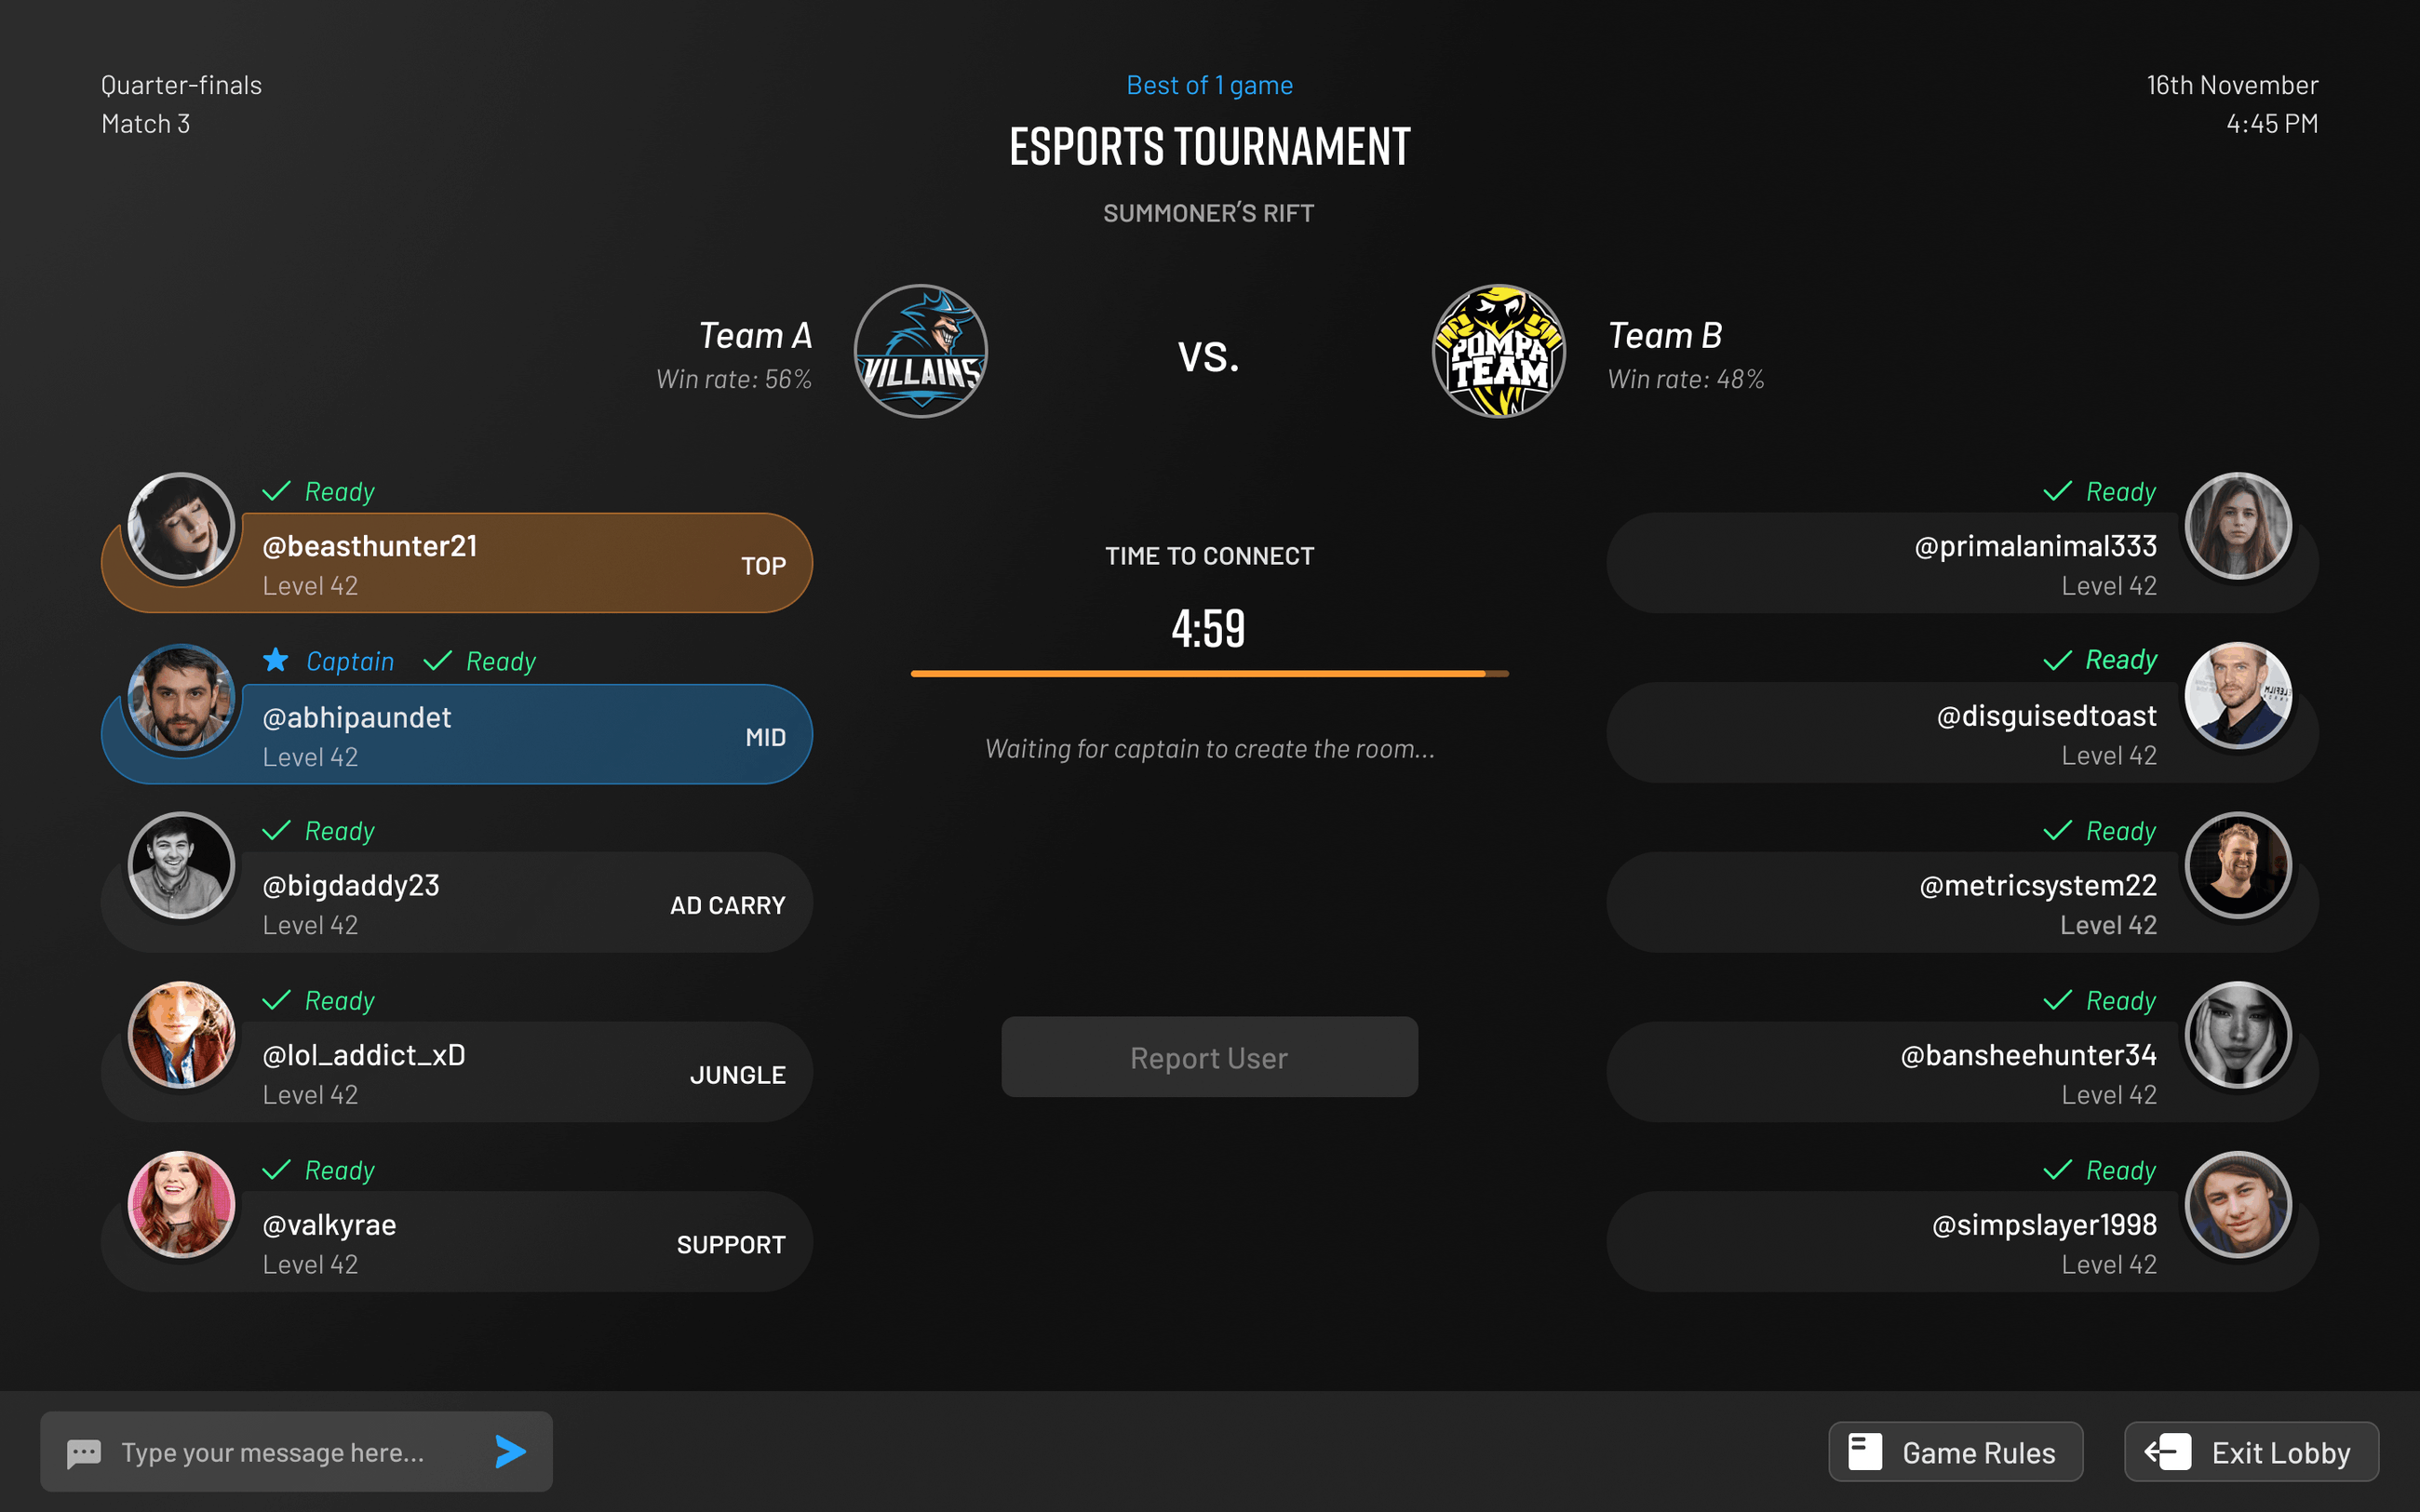 Quarter-finals
Match 3
Best of 1 game
ESPORTS TOURNAMENT
SUMMONER'S RIFT
16th November
4:45 PM
Team A
Win rate: 56%
VILLAINS
VS.
POMPA
TEAM
Team B
Win rate: 48%
Ready
@beasthunter21
Level 42
TOP
Captain
Ready
@abhipaundet
Level 42
MID
Ready
@bigdaddy23
Level 42
AD CARRY
Ready
@lol_addict_xD
Level 42
JUNGLE
Ready
@valkyrae
Level 42
SUPPORT
TIME TO CONNECT
4:59
Waiting for captain to create the room...
Report User
Ready
@primalanimal333
Level 42
Ready
@disguisedtoast
Level 42
Ready
@metricsystem22
Level 42
Ready
@bansheehunter34
Level 42
Ready
@simpslayer1998
Level 42
Type your message here...
Game Rules
Exit Lobby